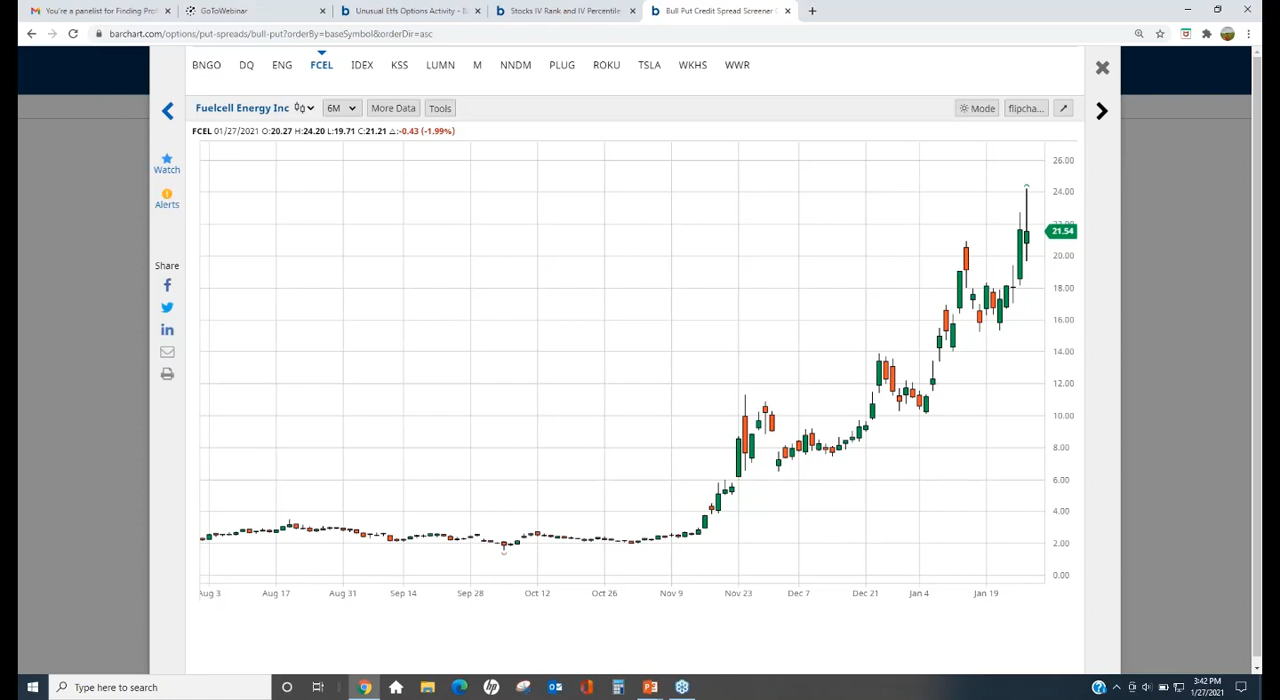 You're a panelist for Finding Pro
GoToWebinar
Unusual Etfs Options Activity - B
Stocks IV Rank and IV Percentile
Bull Put Credit Spread Screener
barchart.com/options/put-spreads/bull-put?orderBy=baseSymbol&orderDir=asc
BNGO DQ ENG FCEL IDEX KSS LUMN M NNDM PLUG ROKU TSLA WKHS WWR
Fuelcell Energy Inc 6M More Data Tools Mode flipcha...
FCEL 01/27/2021 O:20.27 H:24.20 L:19.71 C:21.21 △:-0.43 (-1.99%)
Watch
Alerts
Share
26.00
24.00
22.00
21.54
20.00
18.00
16.00
14.00
12.00
10.00
8.00
6.00
4.00
2.00
0.00
Aug 3 Aug 17 Aug 31 Sep 14 Sep 28 Oct 12 Oct 26 Nov 9 Nov 23 Dec 7 Dec 21 Jan 4 Jan 19
Type here to search
3:42 PM
1/27/2021